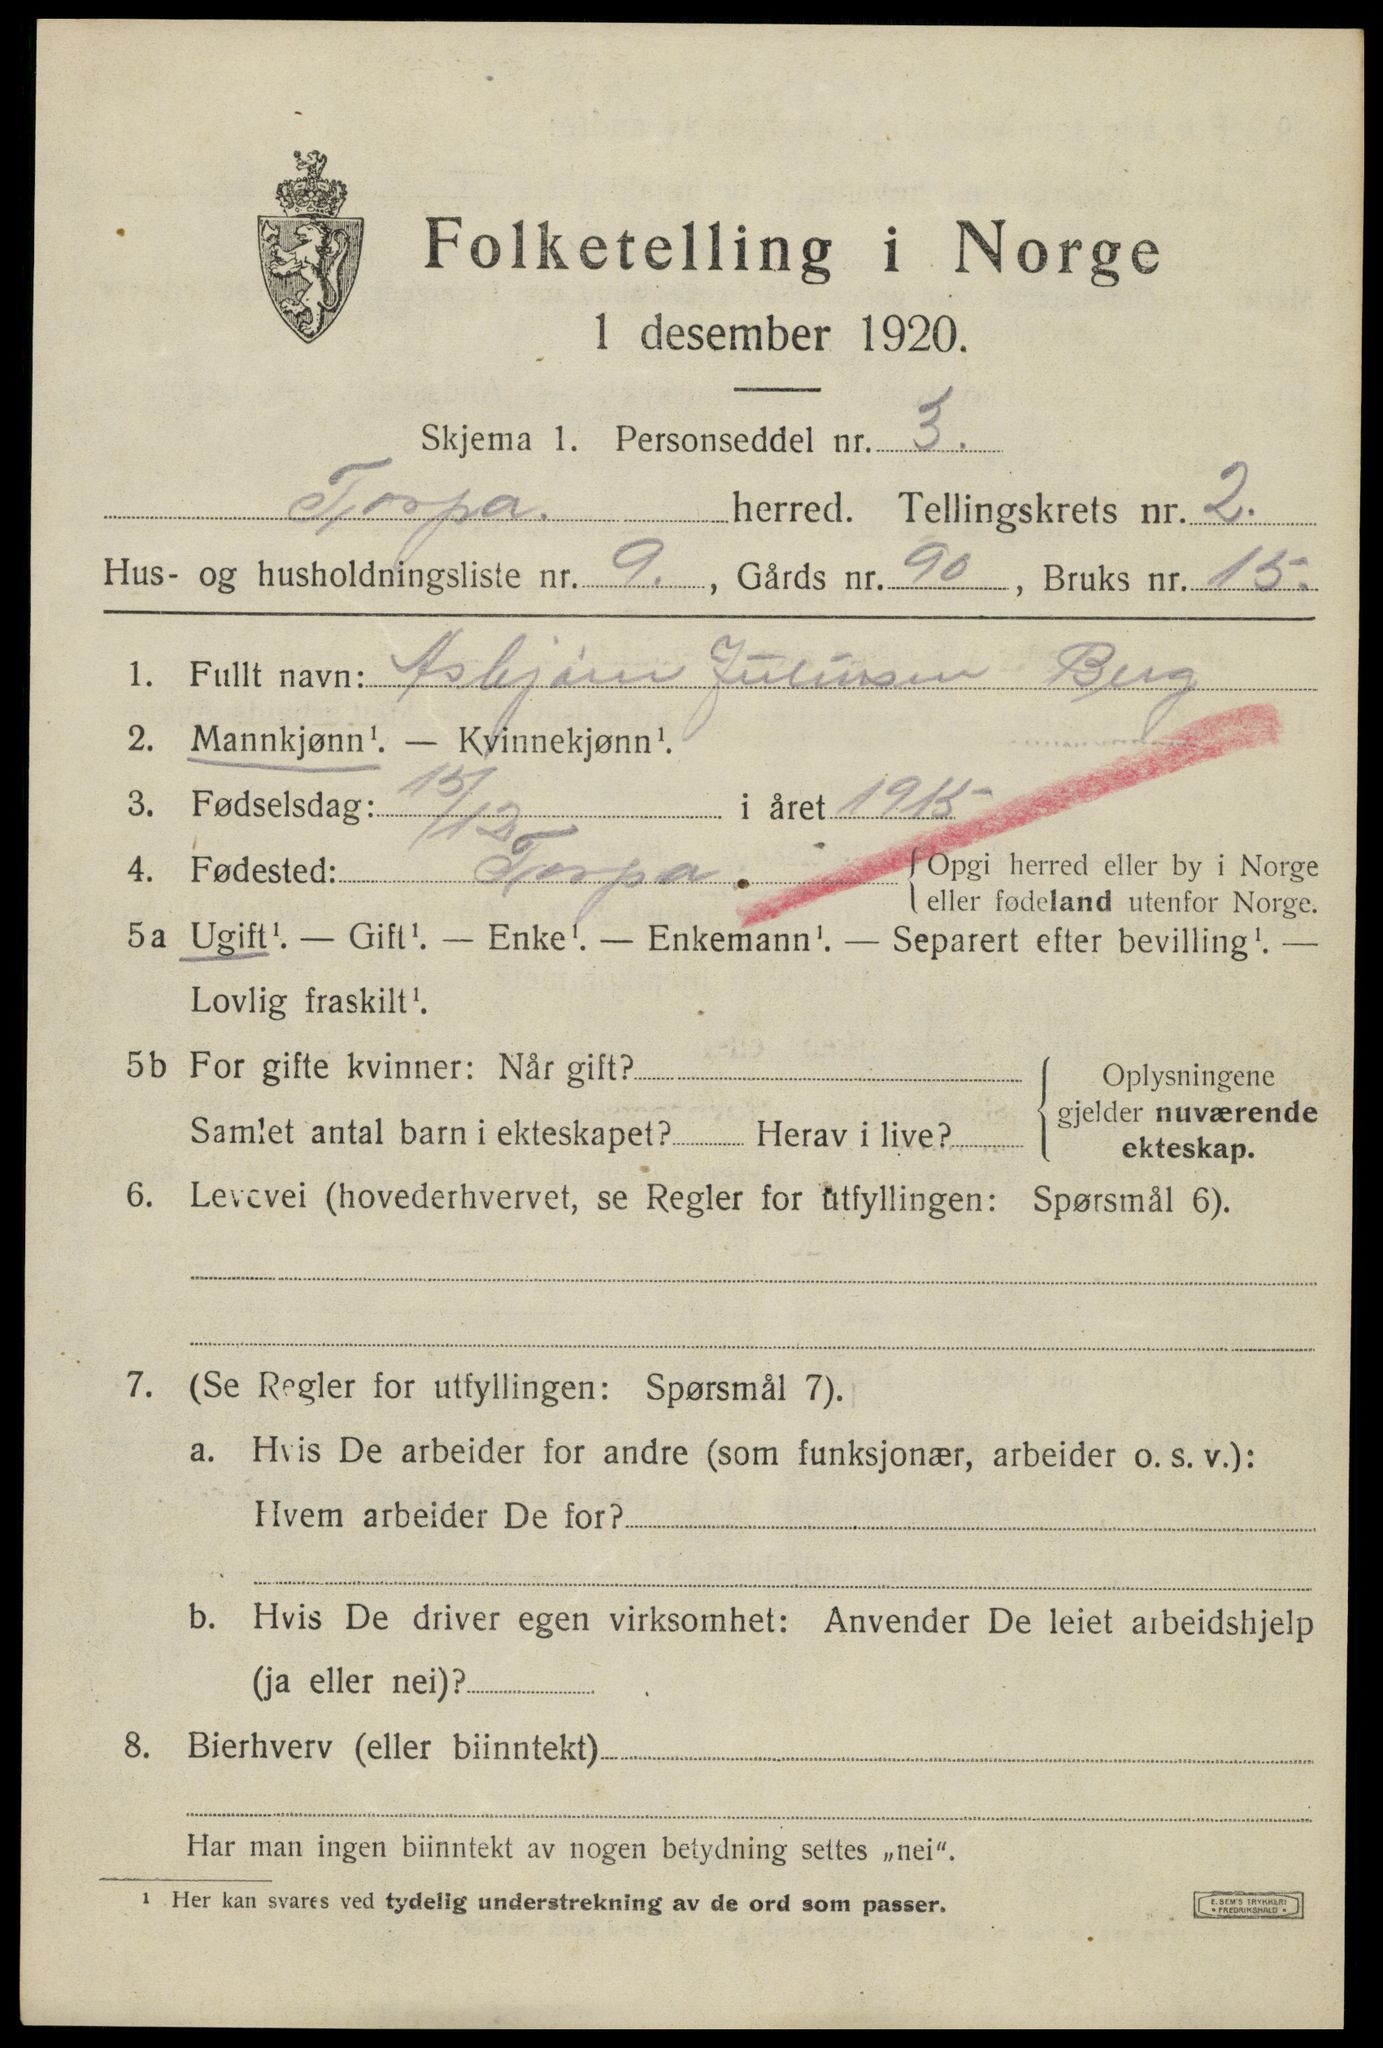 Folketelling i Norge
1 desember 1920.
Skjema 1. Personseddel nr. 3.
Torpa. herred. Tellingskrets nr. 2.
Hus- og husholdningsliste nr. 9., Gårds nr. 90, Bruks nr. 15.
1. Fullt navn: Asbjørn Juliussen Berg
2. Mannkjønn¹. — Kvinnekjønn¹.
3. Fødselsdag: 15/12 i året 1915
4. Fødested: Torpa. { Opgi herred eller by i Norge
eller fødeland utenfor Norge.
5a Ugift¹. — Gift¹. — Enke¹. — Enkemann¹. — Separert efter bevilling¹. —
Lovlig fraskilt¹.
5b For gifte kvinner: Når gift?
Samlet antal barn i ekteskapet? Herav i live?
Oplysningene
gjelder nuværende
ekteskap.
6. Levevei (hovederhvervet, se Regler for utfyllingen: Spørsmål 6).
7. (Se Regler for utfyllingen: Spørsmål 7).
a. Hvis De arbeider for andre (som funksjonær, arbeider o. s. v.):
Hvem arbeider De for?
b. Hvis De driver egen virksomhet: Anvender De leiet arbeidshjelp
(ja eller nei)?
8. Bierhverv (eller biinntekt)
Har man ingen biinntekt av nogen betydning settes „nei“.
¹ Her kan svares ved tydelig understrekning av de ord som passer.
E. SEM'S TRYKKERI
FREDRIKSHALD